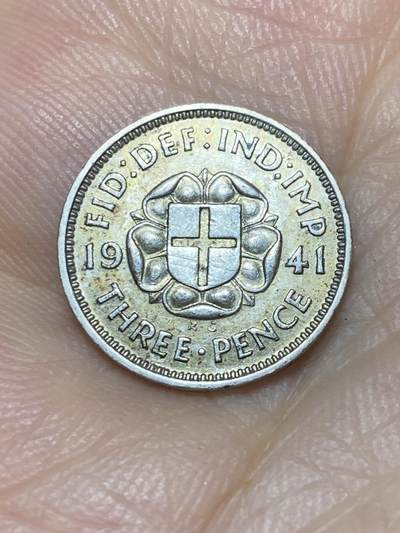 FID:DEF:IND:IMP
19 41
K G
THREE·PENCE